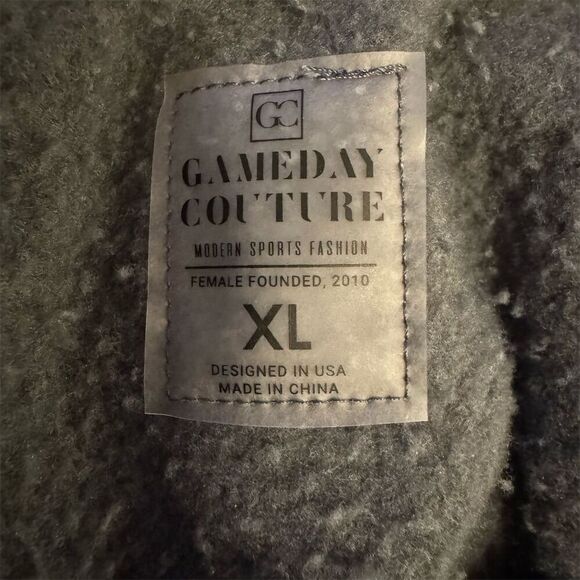 GC
GAMEDAY
COUTURE
MODERN SPORTS FASHION
FEMALE FOUNDED, 2010
XL
DESIGNED IN USA
MADE IN CHINA